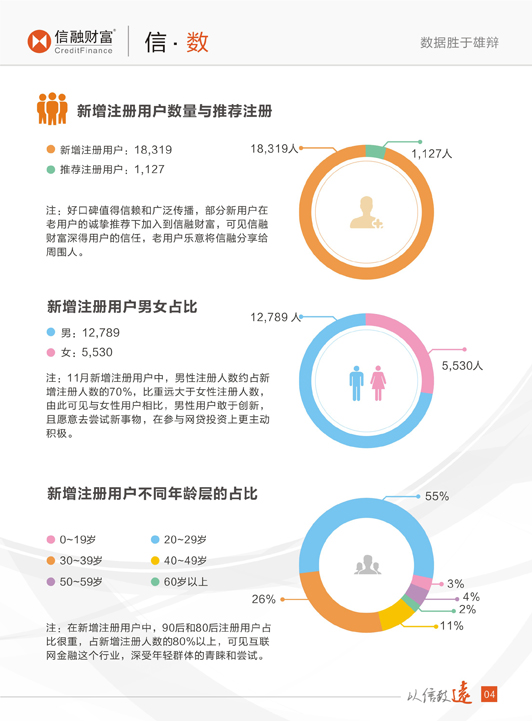 信融财富®
CreditFinance
信·数
数据胜于雄辩
新增注册用户数量与推荐注册
新增注册用户：18,319
推荐注册用户：1,127
18,319人
1,127人
注：好口碑值得信赖和广泛传播，部分新用户在
老用户的诚挚推荐下加入到信融财富，可见信融
财富深得用户的信任，老用户乐意将信融分享给
周围人。
新增注册用户男女占比
男：12,789
女：5,530
12,789 人
5,530人
注：11月新增注册用户中，男性注册人数约占新
增注册人数的70%，比重远大于女性注册人数，
由此可见与女性用户相比，男性用户敢于创新，
且愿意去尝试新事物，在参与网贷投资上更主动
积极。
新增注册用户不同年龄层的占比
0~19岁
20~29岁
30~39岁
40~49岁
50~59岁
60岁以上
55%
3%
4%
2%
11%
26%
注：在新增注册用户中，90后和80后注册用户占
比很重，占新增注册人数的80%以上，可见互联
网金融这个行业，深受年轻群体的青睐和尝试。
以信致遠
04